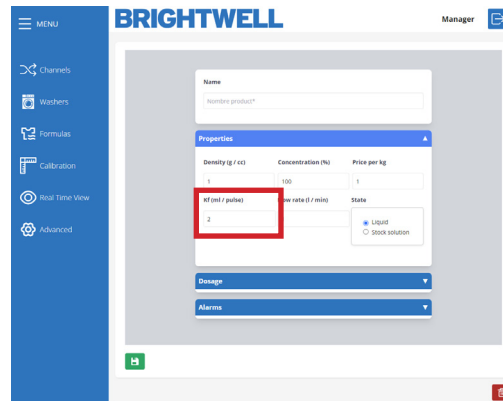 MENU
BRIGHTWELL
Manager
Channels
Washers
Formulas
Calibration
Real Time View
Advanced
Name
Nombre product*
Properties
Density (g / cc) Concentration (%) Price per kg
1 100 1
Kf (ml / pulse) ow rate (l / min) State
2
Liquid
Stock solution
Dosage
Alarms